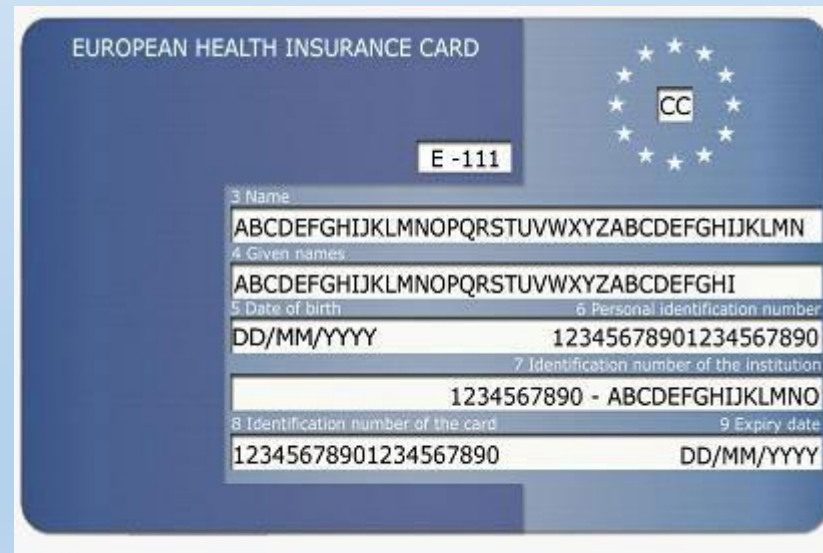 EUROPEAN HEALTH INSURANCE CARD
CC
E -111
3 Name
ABCDEFGHIJKLMNOPQRSTUVWXYZABCDEFGHIJKLMN
4 Given names
ABCDEFGHIJKLMNOPQRSTUVWXYZABCDEFGHI
5 Date of birth 6 Personal identification number
DD/MM/YYYY 12345678901234567890
7 Identification number of the institution
1234567890 - ABCDEFGHIJKLMNO
8 Identification number of the card 9 Expiry date
12345678901234567890 DD/MM/YYYY